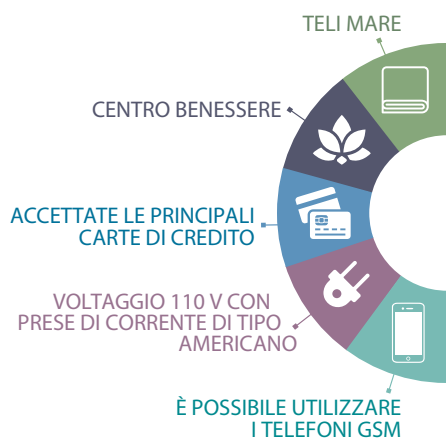 TELI MARE
CENTRO BENESSERE
ACCETTATE LE PRINCIPALI
CARTE DI CREDITO
VOLTAGGIO 110 V CON
PRESE DI CORRENTE DI TIPO
AMERICANO
È POSSIBILE UTILIZZARE
I TELEFONI GSM